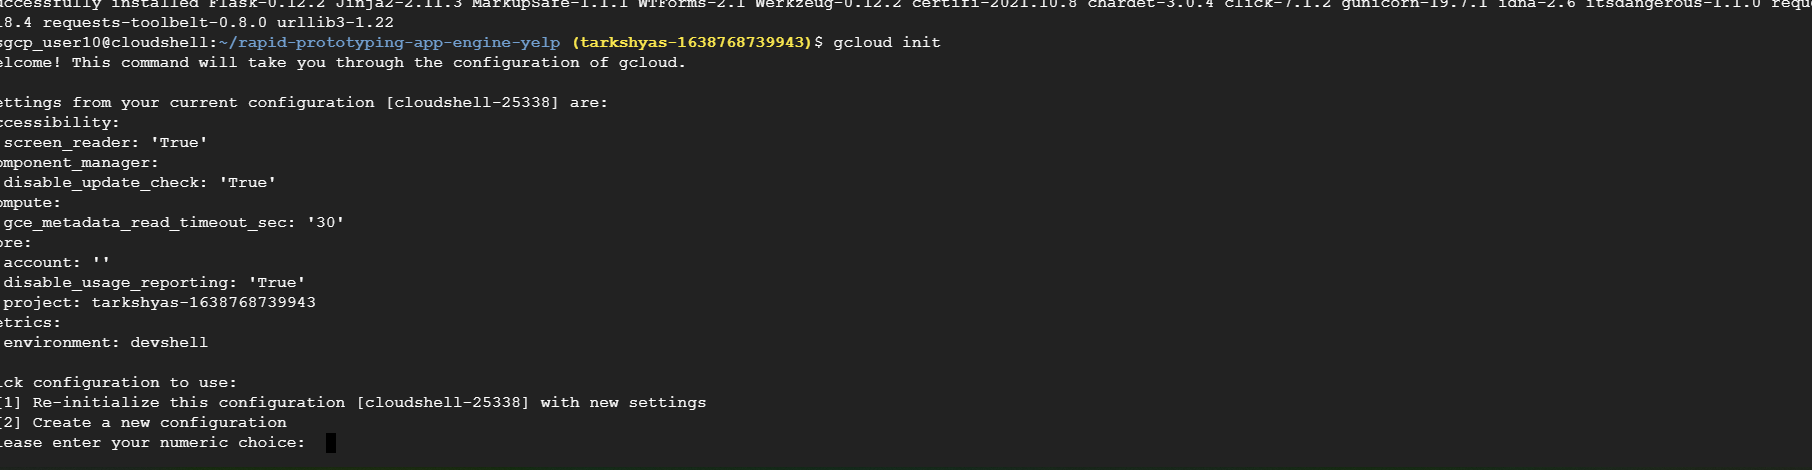 uccessfully installed Flask-0.12.2 Jinja2-2.11.3 MarkupSafe-1.1.1 WTForms-2.1 Werkzeug-0.12.2 certifi-2021.10.8 chardet-3.0.4 click-7.1.2 gunicorn-19.7.1 idna-2.6 itsdangerous-1.1.0 reque
18.4 requests-toolbelt-0.8.0 urllib3-1.22
sgcp_user10@cloudshell:~/rapid-prototyping-app-engine-yelp (tarkshyas-1638768739943)$ gcloud init
elcome! This command will take you through the configuration of gcloud.
ettings from your current configuration [cloudshell-25338] are:
ccessibility:
screen_reader: 'True'
omponent_manager:
disable_update_check: 'True'
ompute:
gce_metadata_read_timeout_sec: '30'
ore:
account: ''
disable_usage_reporting: 'True'
project: tarkshyas-1638768739943
etrics:
environment: devshell
ick configuration to use:
[1] Re-initialize this configuration [cloudshell-25338] with new settings
[2] Create a new configuration
lease enter your numeric choice: